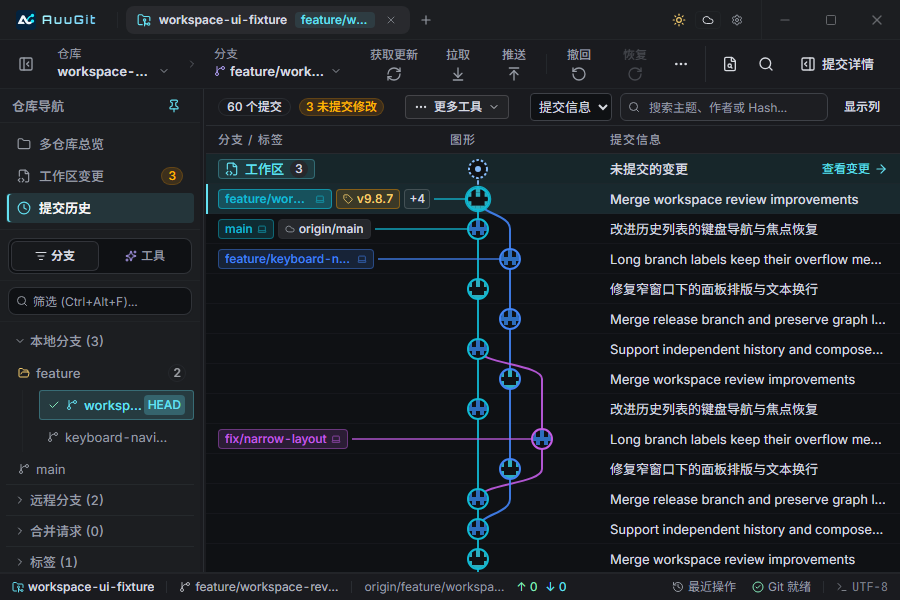 AuuGit
workspace-ui-fixture feature/w...
仓库
workspace-...
分支
feature/work...
获取更新
拉取
推送
撤回
恢复
提交详情
仓库导航
多仓库总览
工作区变更 3
提交历史
分支
工具
筛选 (Ctrl+Alt+F)...
本地分支 (3)
feature 2
worksp... HEAD
keyboard-navi...
main
远程分支 (2)
合并请求 (0)
标签 (1)
60 个提交
3 未提交修改
更多工具
提交信息
搜索主题、作者或 Hash...
显示列
分支 / 标签 图形 提交信息
工作区 3 未提交的变更 查看变更
feature/wor... v9.8.7 +4 Merge workspace review improvements
main origin/main 改进历史列表的键盘导航与焦点恢复
feature/keyboard-n... Long branch labels keep their overflow me...
修复窄窗口下的面板排版与文本换行
Merge release branch and preserve graph l...
Support independent history and compose...
Merge workspace review improvements
改进历史列表的键盘导航与焦点恢复
fix/narrow-layout Long branch labels keep their overflow me...
修复窄窗口下的面板排版与文本换行
Merge release branch and preserve graph l...
Support independent history and compose...
Merge workspace review improvements
workspace-ui-fixture feature/workspace-rev... origin/feature/workspa... ↑ 0 ↓ 0 最近操作 Git 就绪 UTF-8